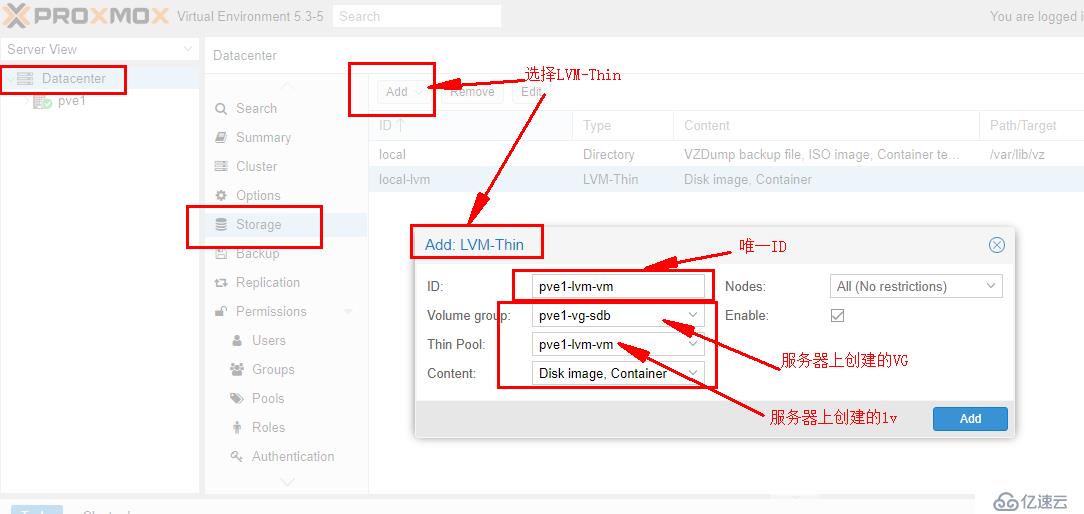 PROXMOX Virtual Environment 5.3-5 Search You are logged i
Server View
Datacenter
Datacenter
pve1
Search
Summary
Cluster
Options
Storage
Backup
Replication
Permissions
Users
Groups
Pools
Roles
Authentication
Add Remove Edit
选择LVM-Thin
ID Type Content Path/Target
local Directory VZDump backup file, ISO image, Container te... /var/lib/vz
local-lvm LVM-Thin Disk image, Container
Add: LVM-Thin
唯一ID
ID: pve1-lvm-vm Nodes: All (No restrictions)
Volume group: pve1-vg-sdb Enable:
Thin Pool: pve1-lvm-vm
服务器上创建的VG
Content: Disk image, Container
服务器上创建的lv
Add
亿速云